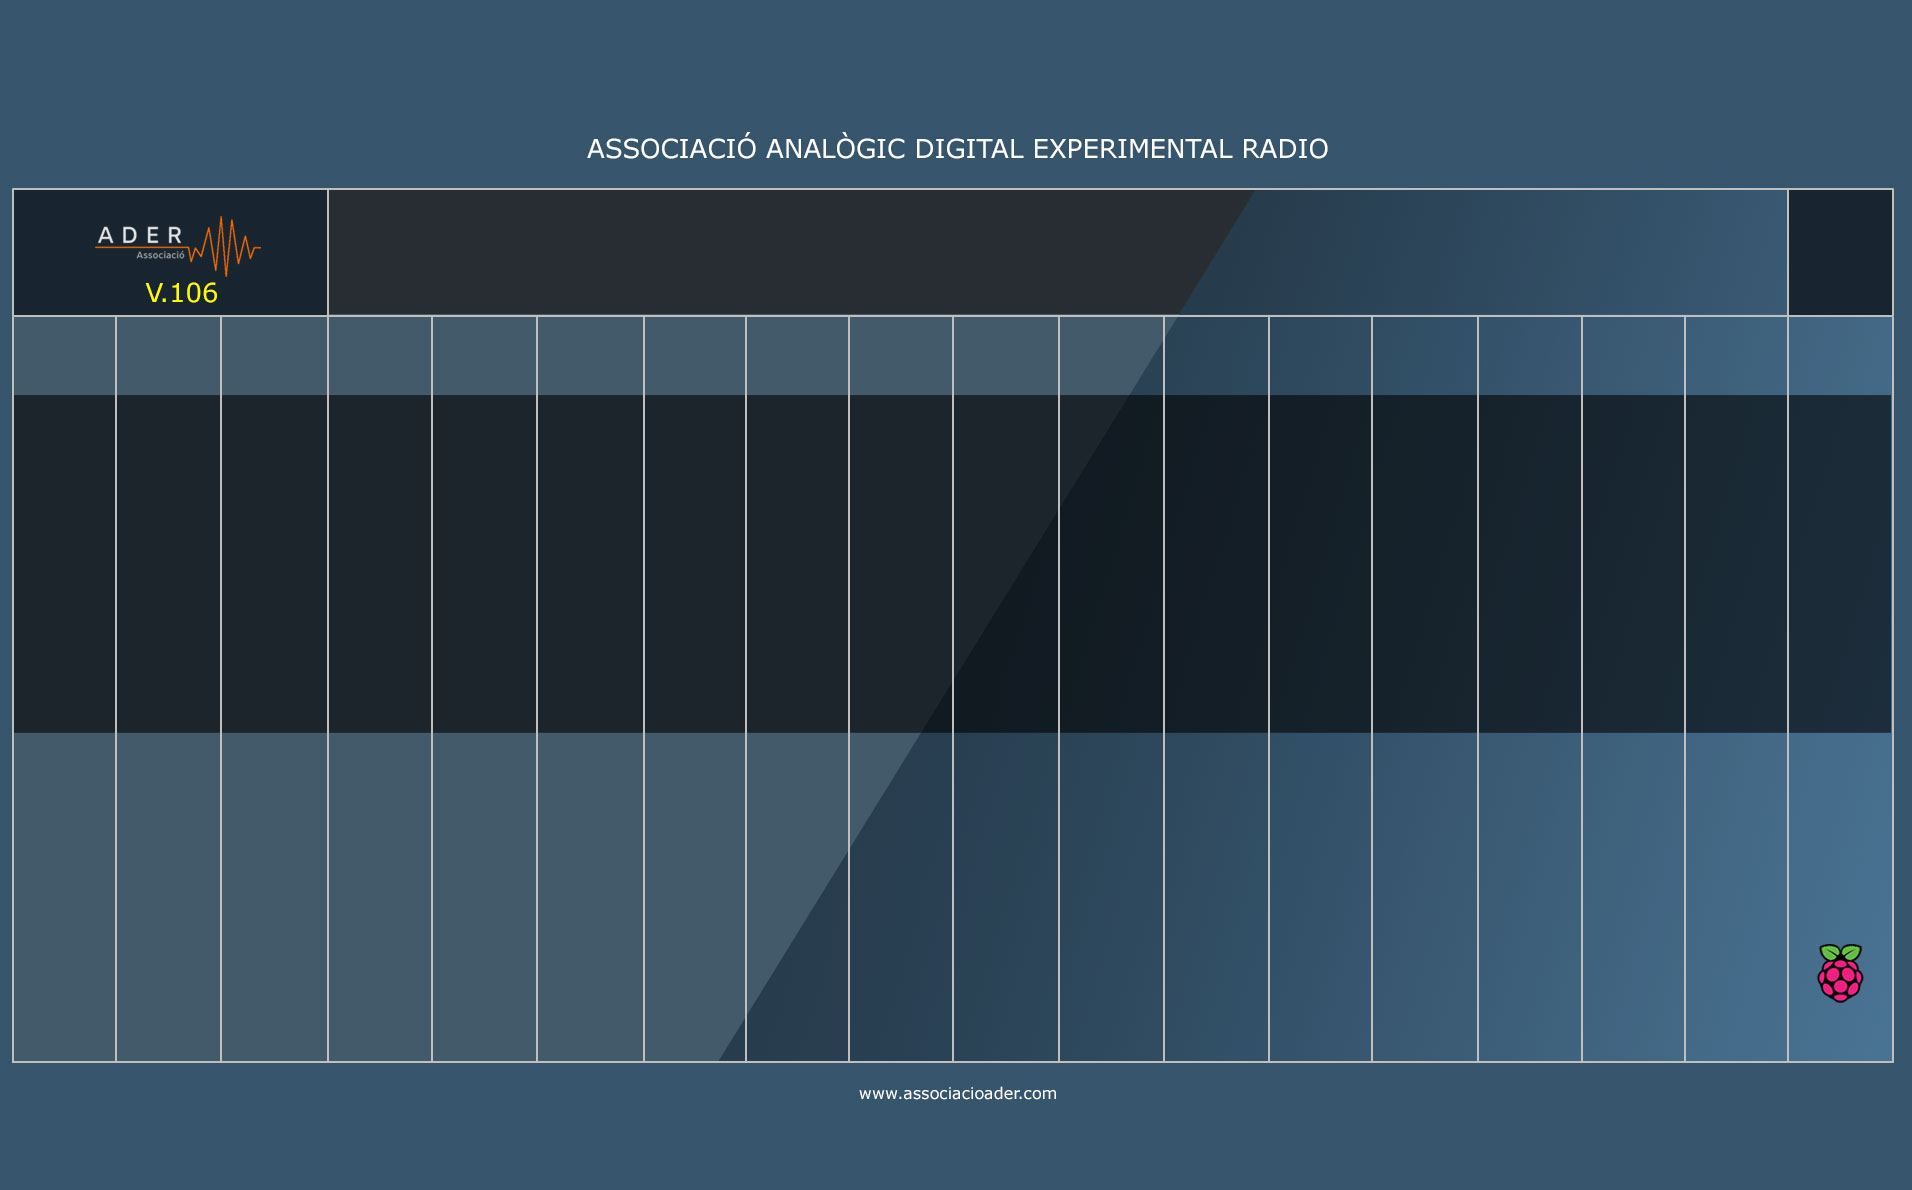 ASSOCIACIÓ ANALÒGIC DIGITAL EXPERIMENTAL RADIO
ADER
Associació
V.106
www.associacioader.com